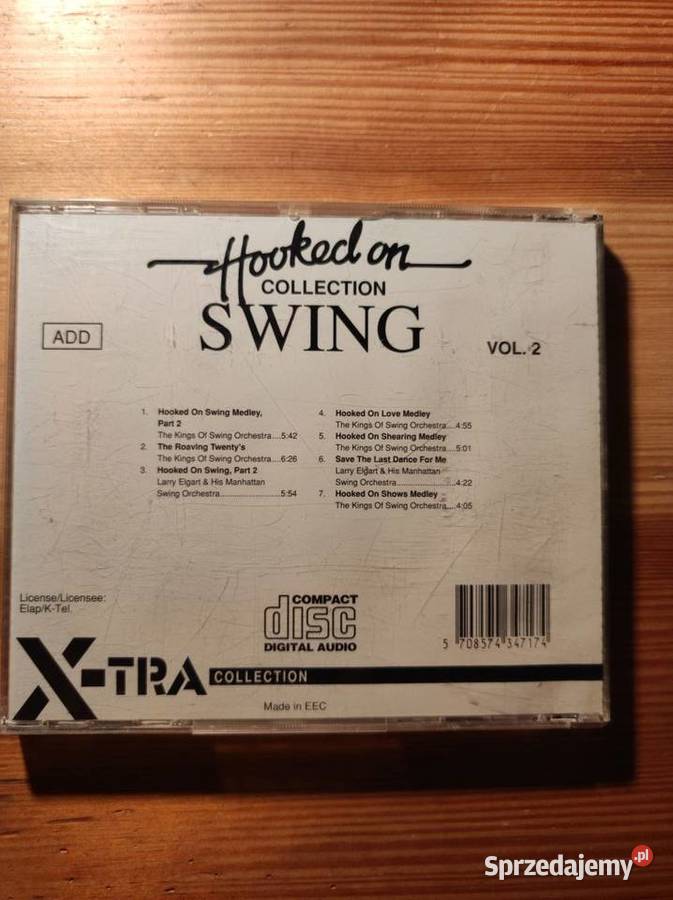 Hooked on
COLLECTION
SWING
ADD
VOL. 2
1. Hooked On Swing Medley,
Part 2
The Kings Of Swing Orchestra....5:42
2. The Roaving Twenty's
The Kings Of Swing Orchestra....6:26
3. Hooked On Swing, Part 2
Larry Elgart & His Manhattan
Swing Orchestra......................5:54
4. Hooked On Love Medley
The Kings Of Swing Orchestra....4:55
5. Hooked On Shearing Medley
The Kings Of Swing Orchestra....5:01
6. Save The Last Dance For Me
Larry Elgart & His Manhattan
Swing Orchestra......................4:22
7. Hooked On Shows Medley
The Kings Of Swing Orchestra....4:05
License/Licensee:
Elap/K-Tel.
COMPACT
disc
DIGITAL AUDIO
5 708574 347174
X-TRA COLLECTION
Made in EEC
Sprzedajemy.pl